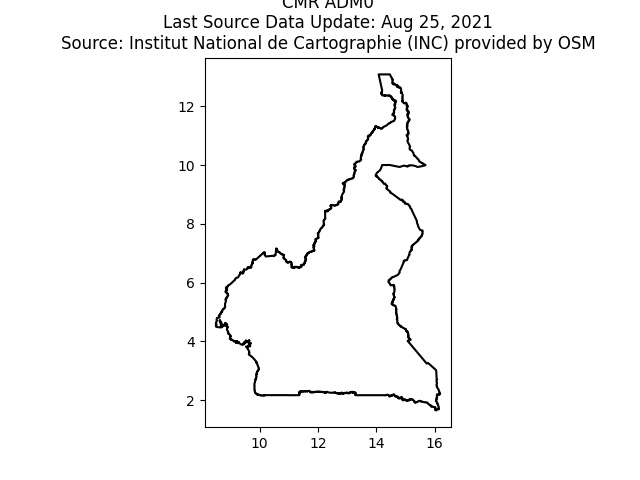 CMR ADM0
Last Source Data Update: Aug 25, 2021
Source: Institut National de Cartographie (INC) provided by OSM
12
10
8
6
4
2
10 12 14 16